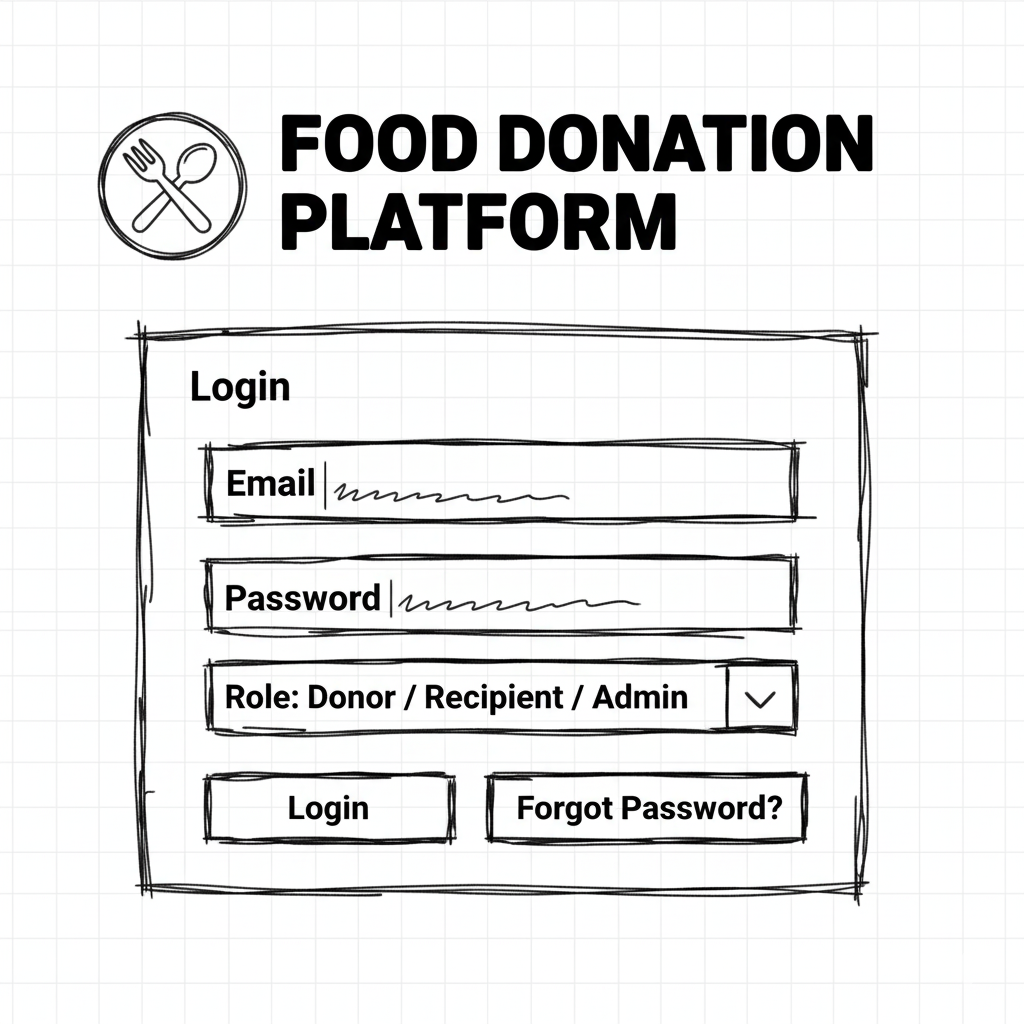 FOOD DONATION
PLATFORM
Login
Email
Password
Role: Donor / Recipient / Admin
Login
Forgot Password?